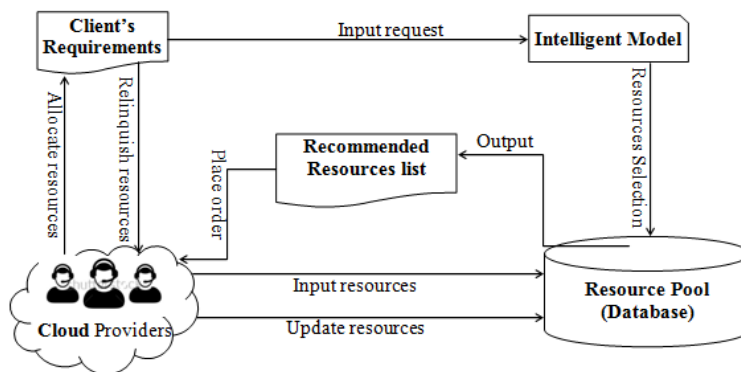 Client's
Requirements
Input request
Intelligent Model
Allocate resources
Relinquish resources
Resources Selection
Recommended
Resources list
Output
Place order
Cloud Providers
Input resources
Update resources
Resource Pool
(Database)